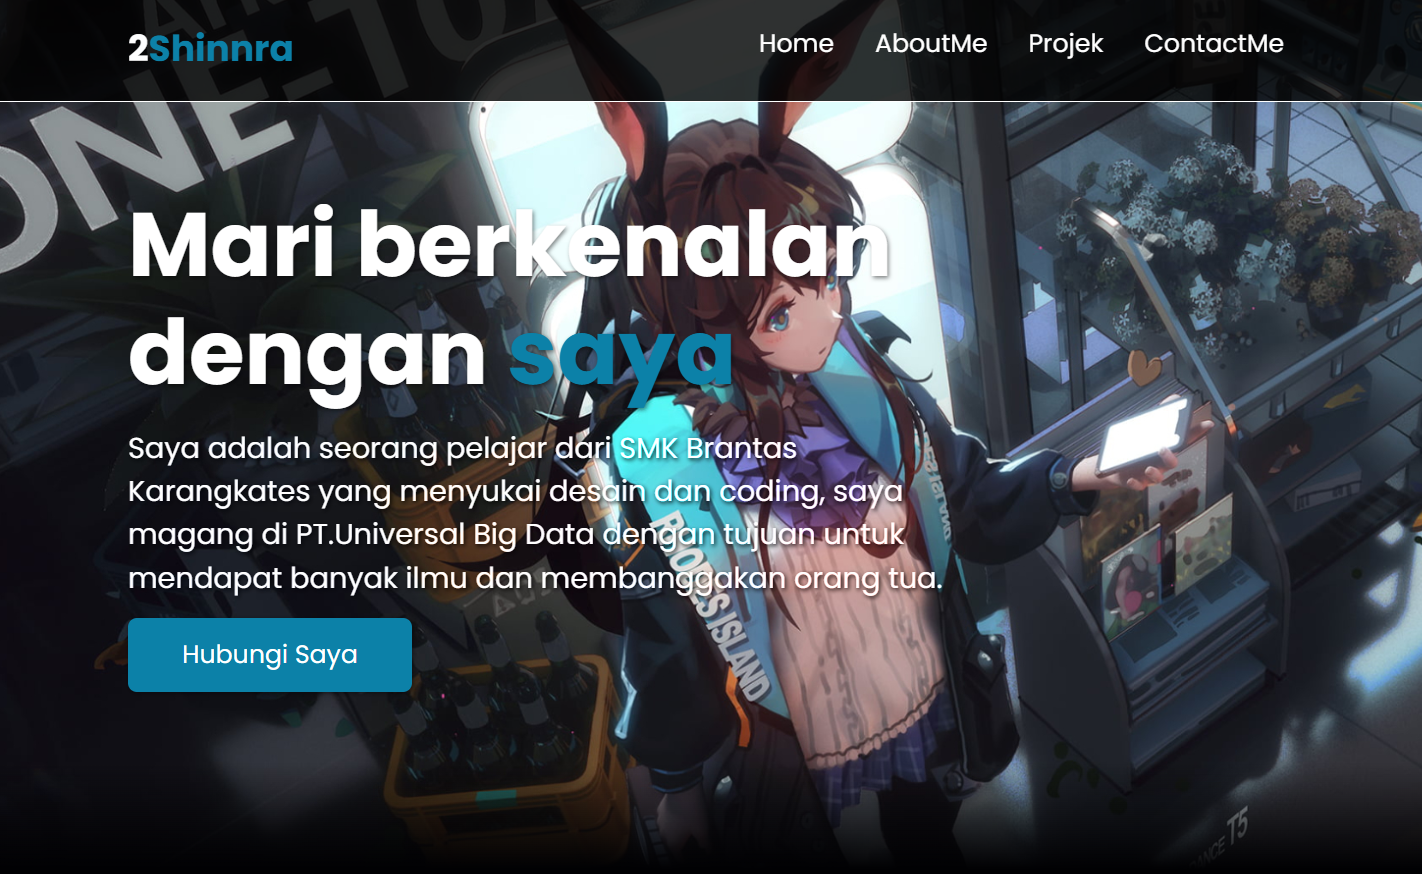 2Shinnra
Home AboutMe Projek ContactMe
ONE
Mari berkenalan
dengan saya
Saya adalah seorang pelajar dari SMK Brantas
Karangkates yang menyukai desain dan coding, saya
magang di PT.Universal Big Data dengan tujuan untuk
mendapat banyak ilmu dan membanggakan orang tua.
RHODES ISLAND
Hubungi Saya
T5